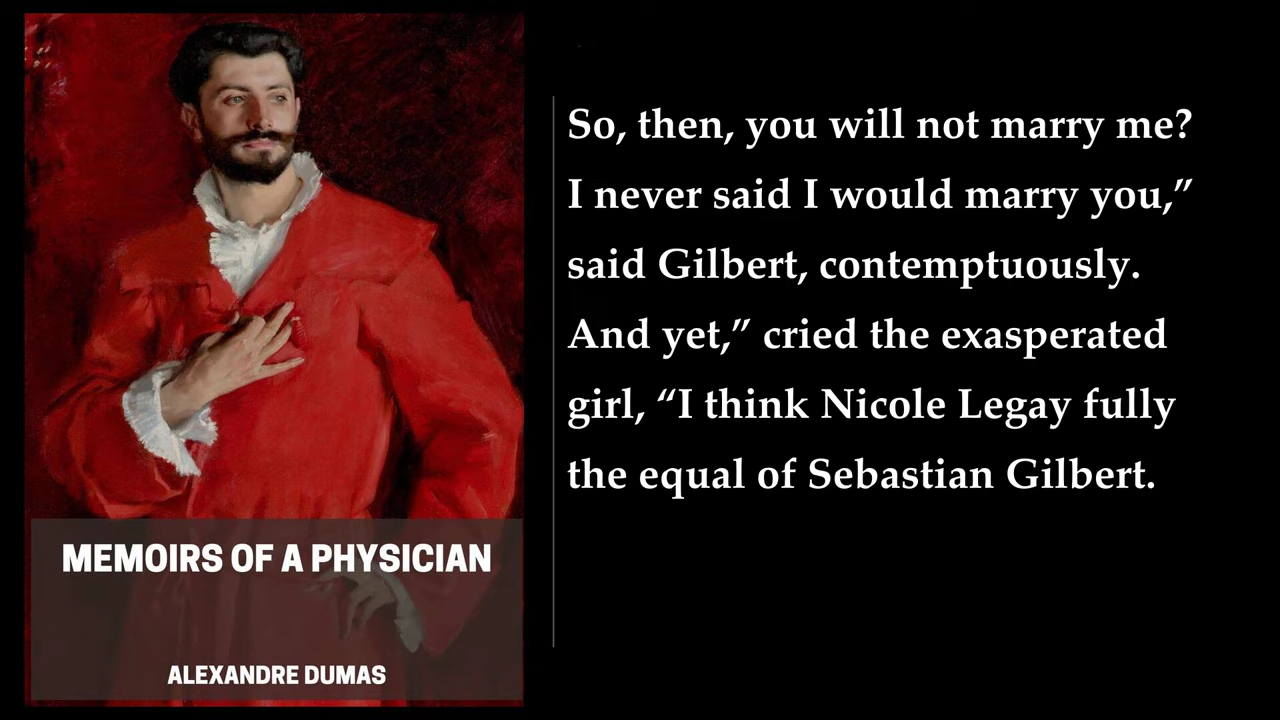 So, then, you will not marry me?
I never said I would marry you,”
said Gilbert, contemptuously.
And yet,” cried the exasperated
girl, “I think Nicole Legay fully
the equal of Sebastian Gilbert.
MEMOIRS OF A PHYSICIAN
ALEXANDRE DUMAS